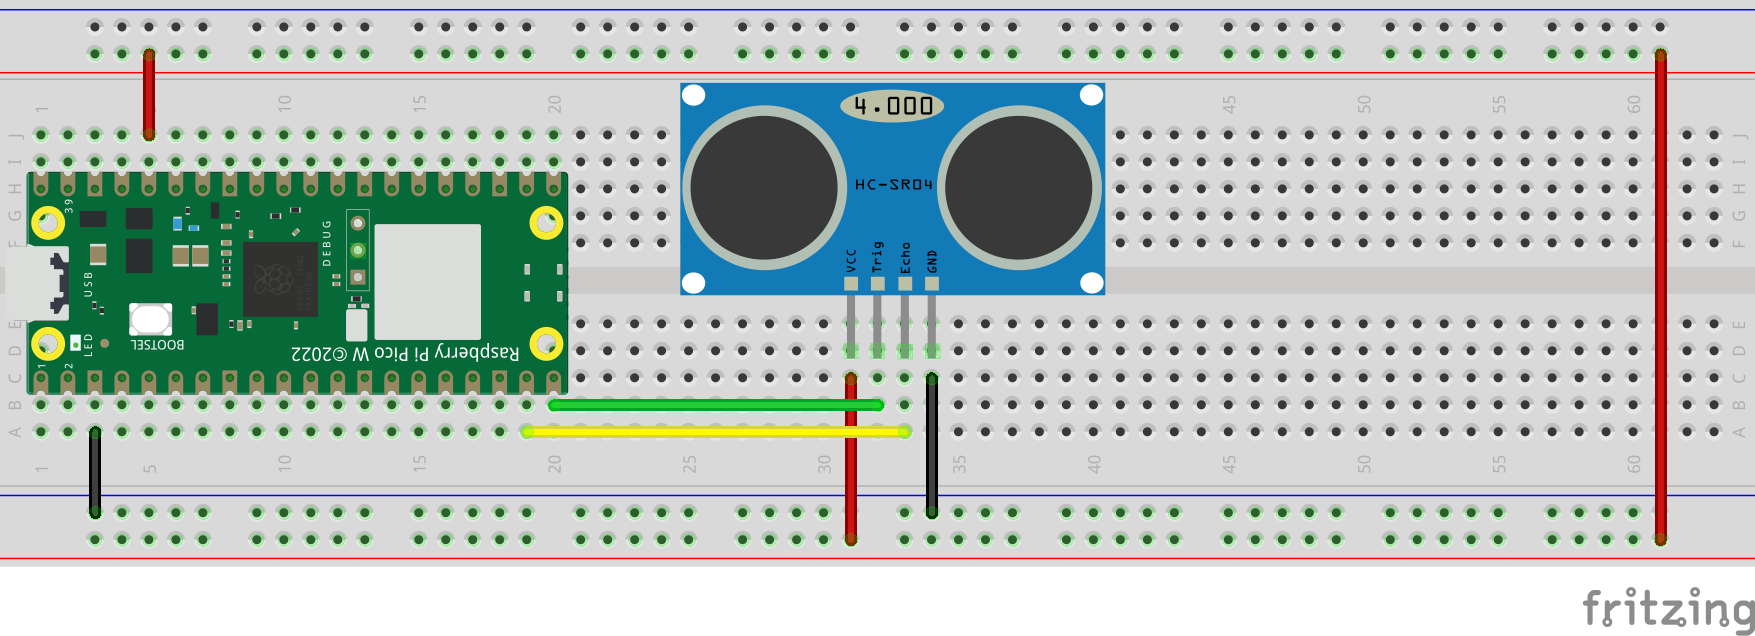 1 10 15 20 45 50 55 60
4.000
J J
I I
H H
G G
F F
39
HC-SR04
DEBUG
USB
VCC Trig Echo GND
BOOTSEL
LED
Raspberry Pi Pico W ©2022
1 2
E E
D D
C C
B B
A A
1 5 10 15 20 25 30 35 40 45 50 55 60
fritzing